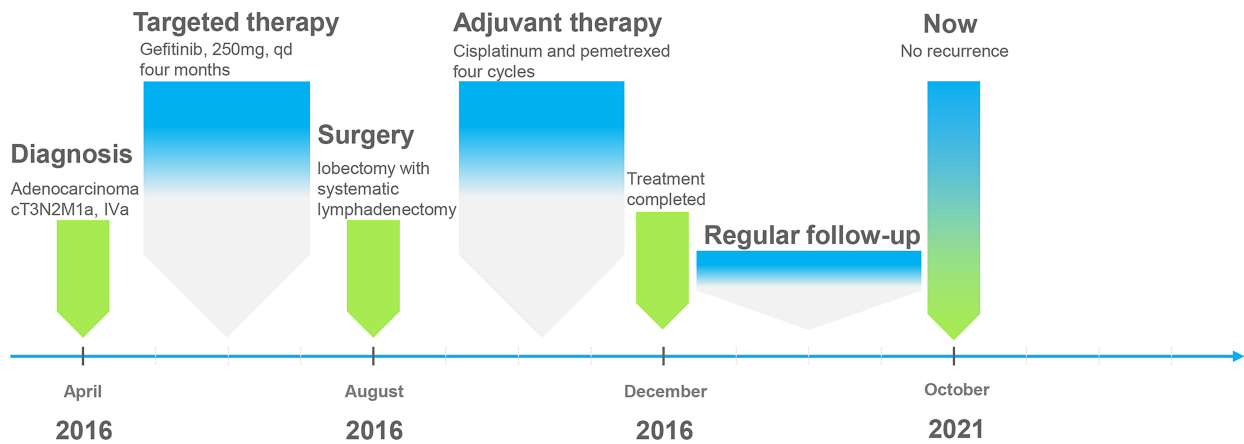 Targeted therapy
Gefitinib, 250mg, qd
four months
Adjuvant therapy
Cisplatinum and pemetrexed
four cycles
Now
No recurrence
Diagnosis
Adenocarcinoma
cT3N2M1a, IVa
Surgery
lobectomy with
systematic
lymphadenectomy
Treatment
completed
Regular follow-up
April
2016
August
2016
December
2016
October
2021